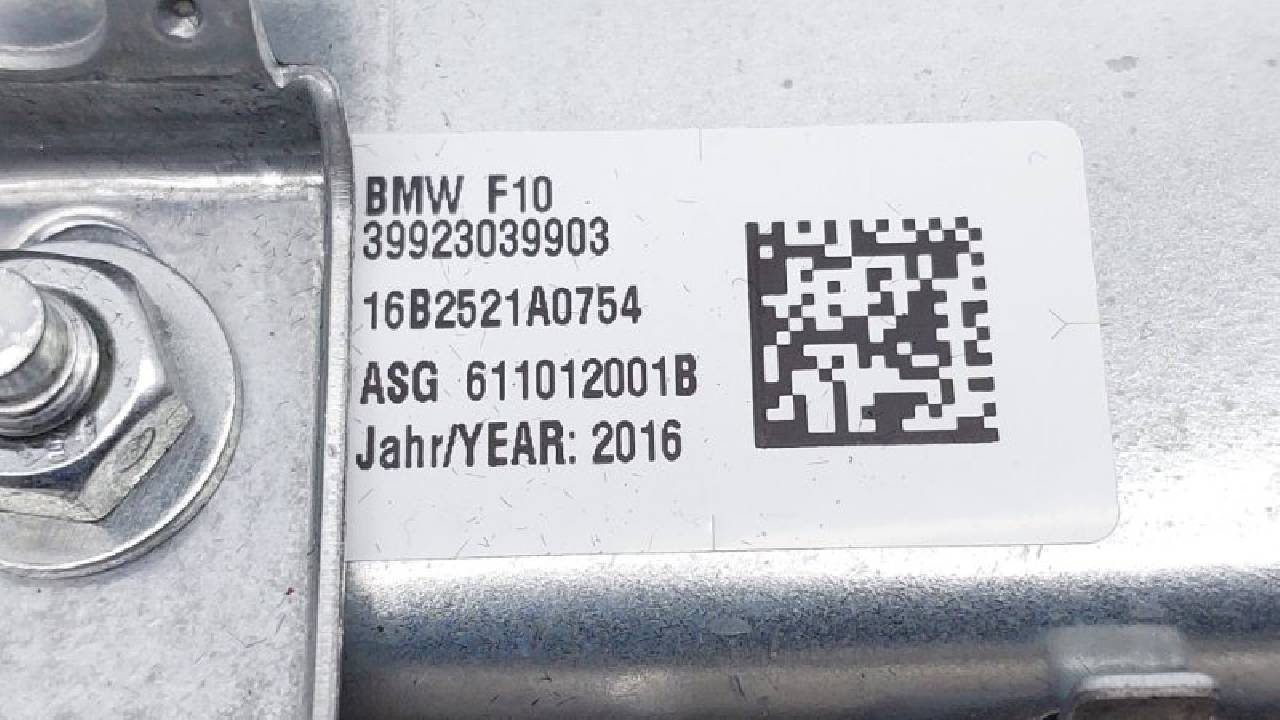 BMW F10
39923039903
16B2521A0754
ASG 611012001B
Jahr/YEAR: 2016